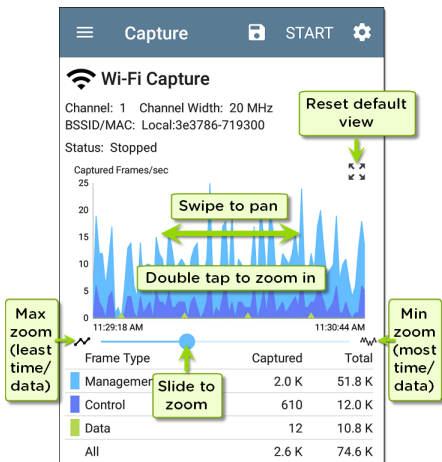 Capture
START
Wi-Fi Capture
Channel: 1 Channel Width: 20 MHz
BSSID/MAC: Local:3e3786-719300
Status: Stopped
Reset default
view
Captured Frames/sec
25
20
15
10
5
0
Swipe to pan
Double tap to zoom in
11:29:18 AM
11:30:44 AM
Max
zoom
(least
time/
data)
Min
zoom
(most
time/
data)
Slide to
zoom
Frame Type Captured Total
Managemen 2.0 K 51.8 K
Control 610 12.0 K
Data 12 10.8 K
All 2.6 K 74.6 K